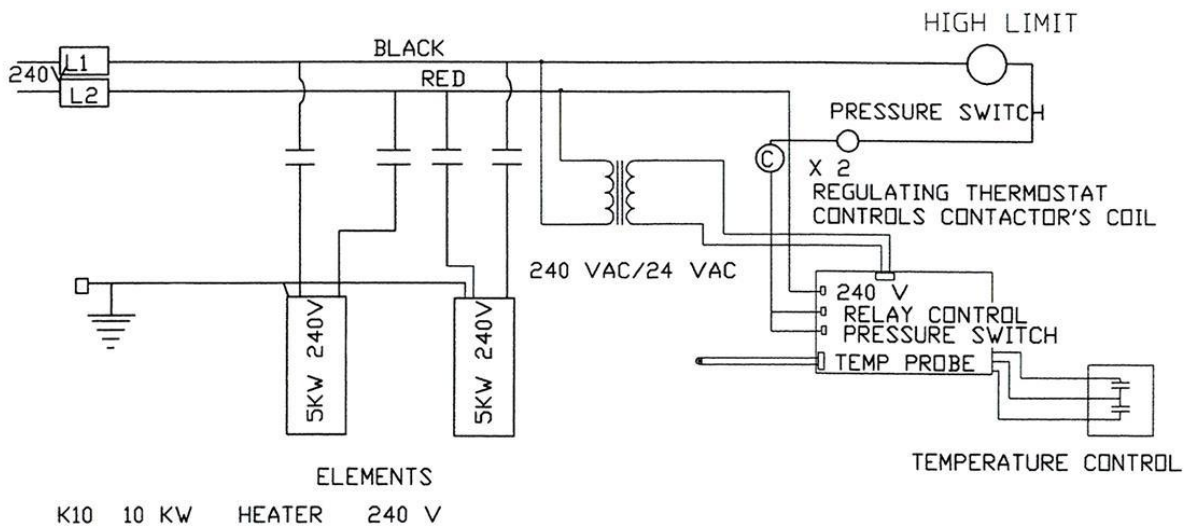 HIGH LIMIT
BLACK
L1
240V
RED
L2
PRESSURE SWITCH
C
X 2
REGULATING THERMOSTAT
CONTROLS CONTACTOR'S COIL
240 VAC/24 VAC
240 V
RELAY CONTROL
PRESSURE SWITCH
TEMP PROBE
5KW 240V
5KW 240V
TEMPERATURE CONTROL
ELEMENTS
K10 10 KW HEATER 240 V